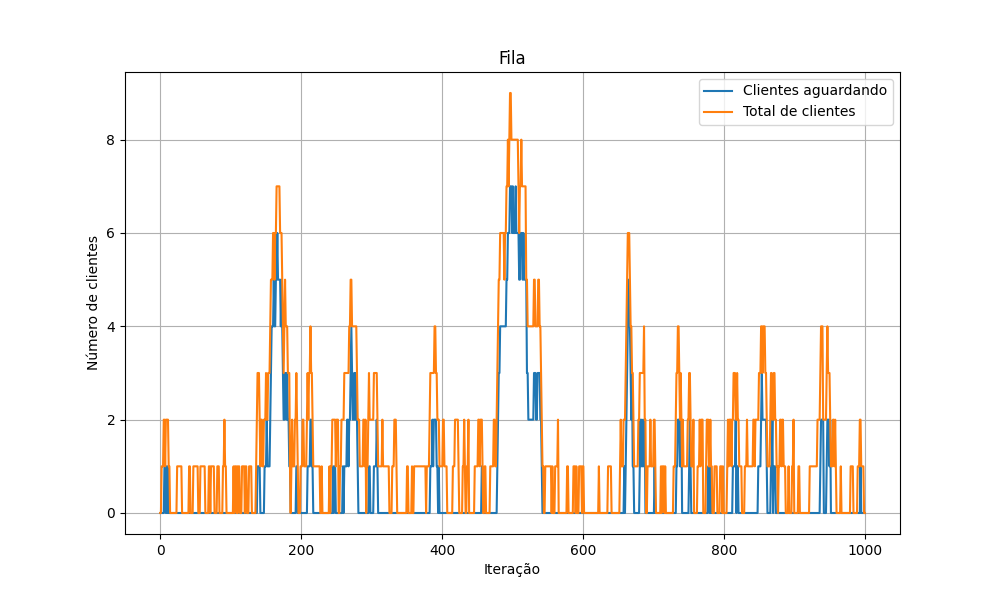 Fila
Clientes aguardando
Total de clientes
Número de clientes
8
6
4
2
0
0 200 400 600 800 1000
Iteração